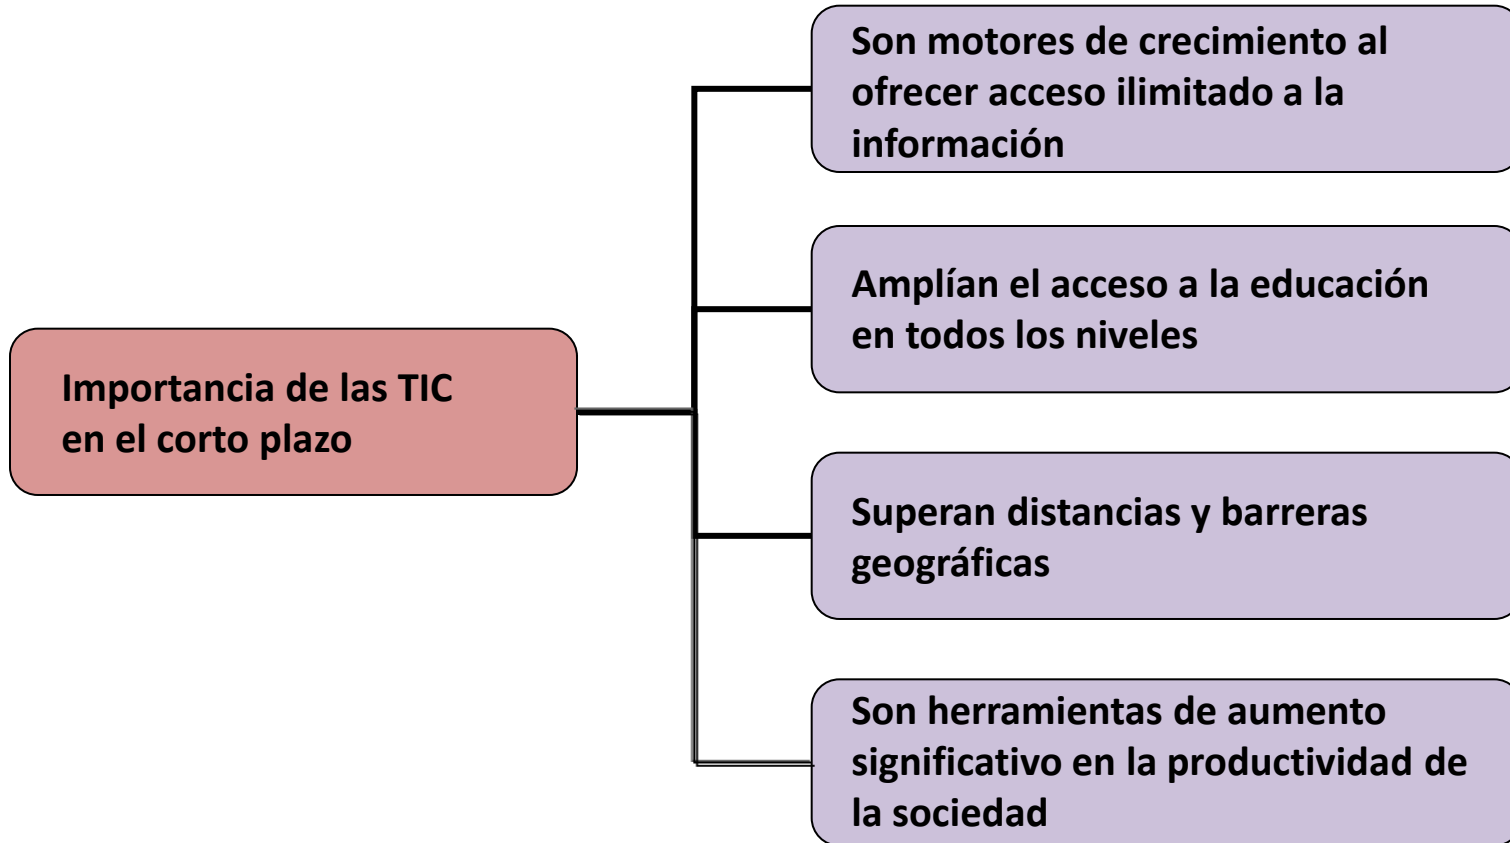 Son motores de crecimiento al
ofrecer acceso ilimitado a la
información
Amplían el acceso a la educación
en todos los niveles
Importancia de las TIC
en el corto plazo
Superan distancias y barreras
geográficas
Son herramientas de aumento
significativo en la productividad de
la sociedad